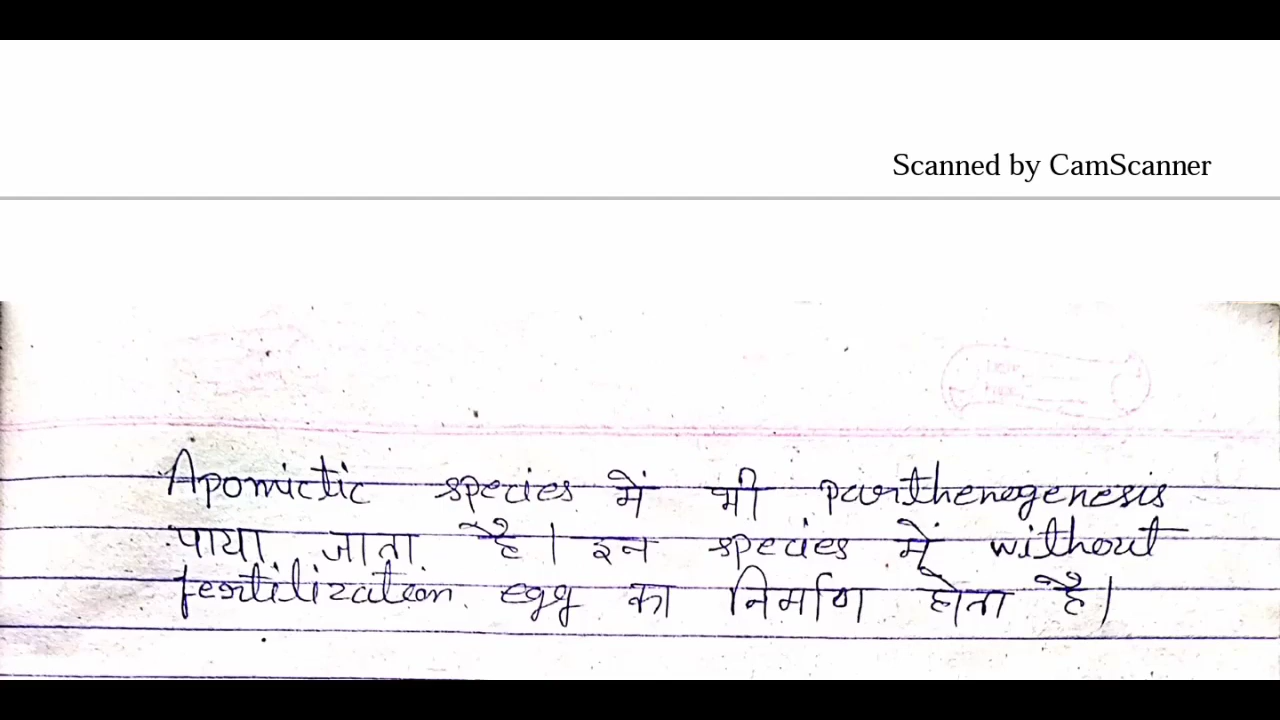 Scanned by CamScanner
Apomictic species में भी parthenogenesis
पाया जाता है। इन species में without
fertilization egg का निर्माण होता है।